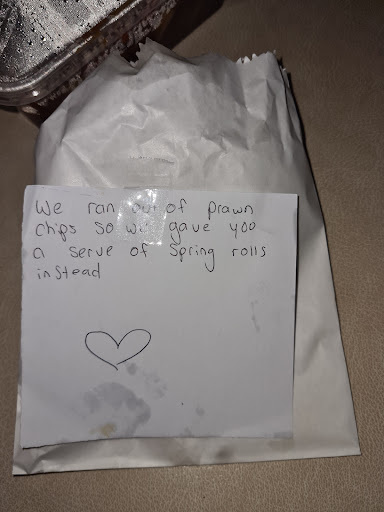 We ran out of prawn
chips so we gave you
a serve of Spring rolls
instead